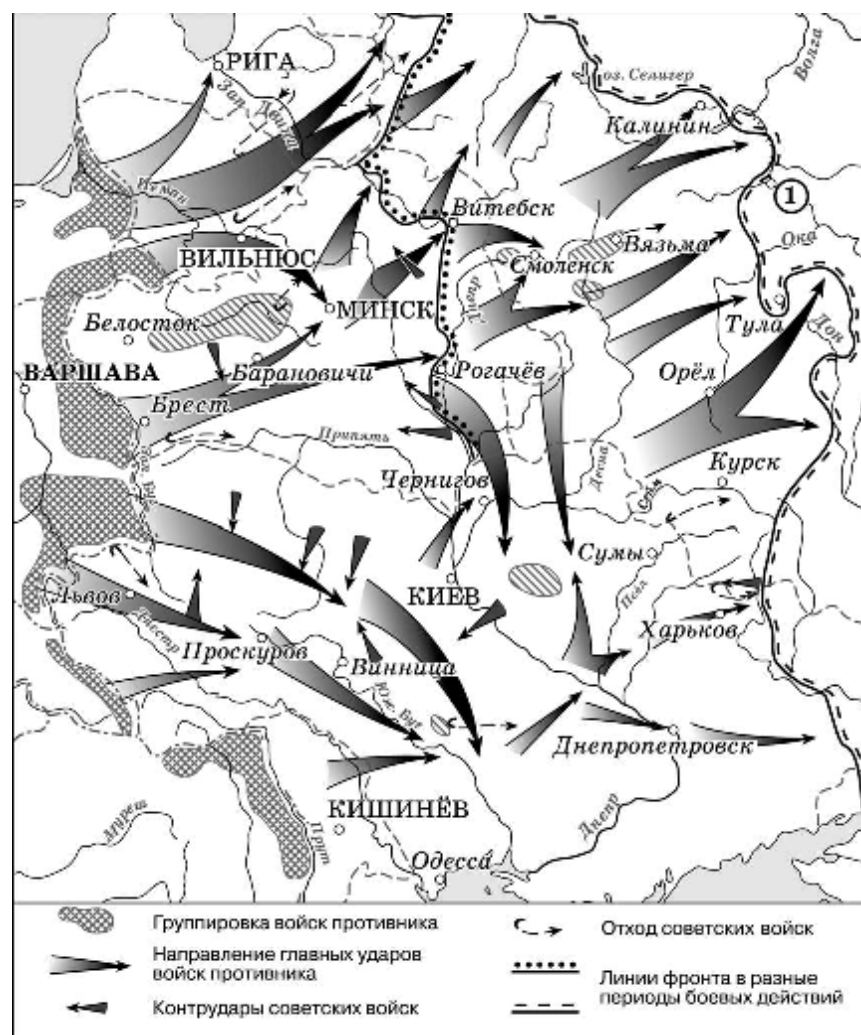 РИГА
Зап. Двина
оз. Селигер
Волга
Калинин
Неман
1
Витебск
Ока
ВИЛЬНЮС
Смоленск
Вязьма
МИНСК
Днепр
Белосток
Тула
Дон
ВАРШАВА
Барановичи
Рогачёв
Орёл
Брест
Припять
Зап. Буг
Десна
Курск
Чернигов
Сейм
Сумы
КИЕВ
Псёл
Львов
Днестр
Харьков
Проскуров
Винница
Юж. Буг
Днепропетровск
КИШИНЁВ
Днепр
Муреш
Прут
Одесса
Группировка войск противника
Направление главных ударов
войск противника
Контрудары советских войск
Отход советских войск
Линии фронта в разные
периоды боевых действий